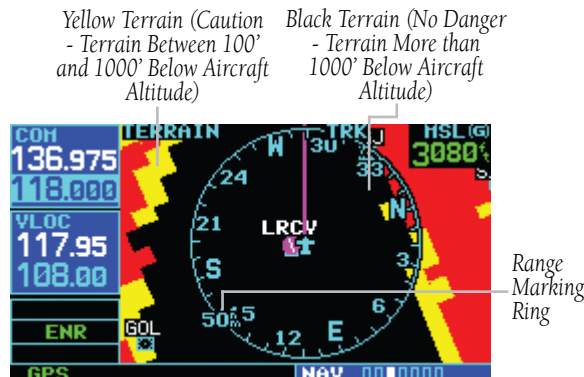 Yellow Terrain (Caution
- Terrain Between 100’
and 1000’ Below Aircraft
Altitude)
Black Terrain (No Danger
- Terrain More than
1000’ Below Aircraft
Altitude)
COM
136.975
118.000
VLOC
117.95
108.00
ENR
GPS
TERRAIN
TRK
MSL(G)
3080
W
30
33
24
N
21
LRCV
S
3
6
E
12
15
50
GOL
NAV
Range
Marking
Ring